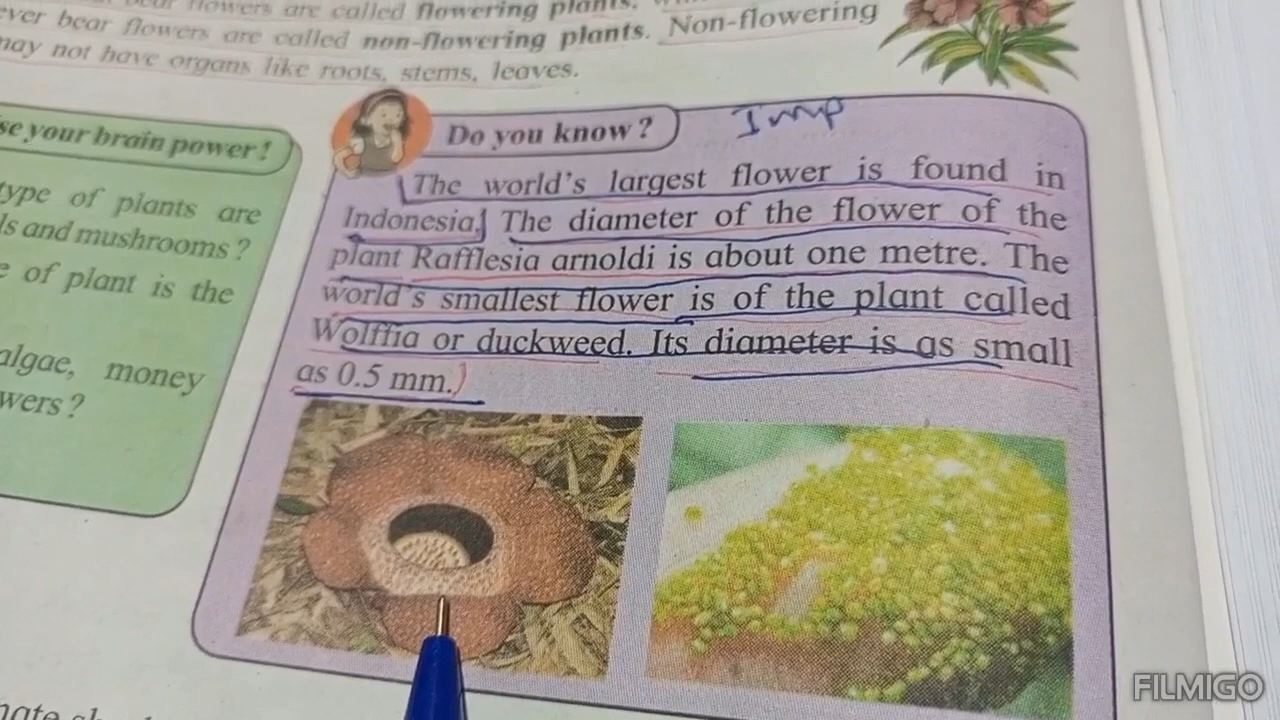 flowers are called flowering plants.
ever bear flowers are called non-flowering plants. Non-flowering
may not have organs like roots, stems, leaves.
se your brain power!
type of plants are
ls and mushrooms?
e of plant is the
algae, money
wers?
Do you know?
Imp
The world's largest flower is found in
Indonesia. The diameter of the flower of the
plant Rafflesia arnoldi is about one metre. The
world's smallest flower is of the plant called
Wolffia or duckweed. Its diameter is as small
as 0.5 mm.
FILMIGO